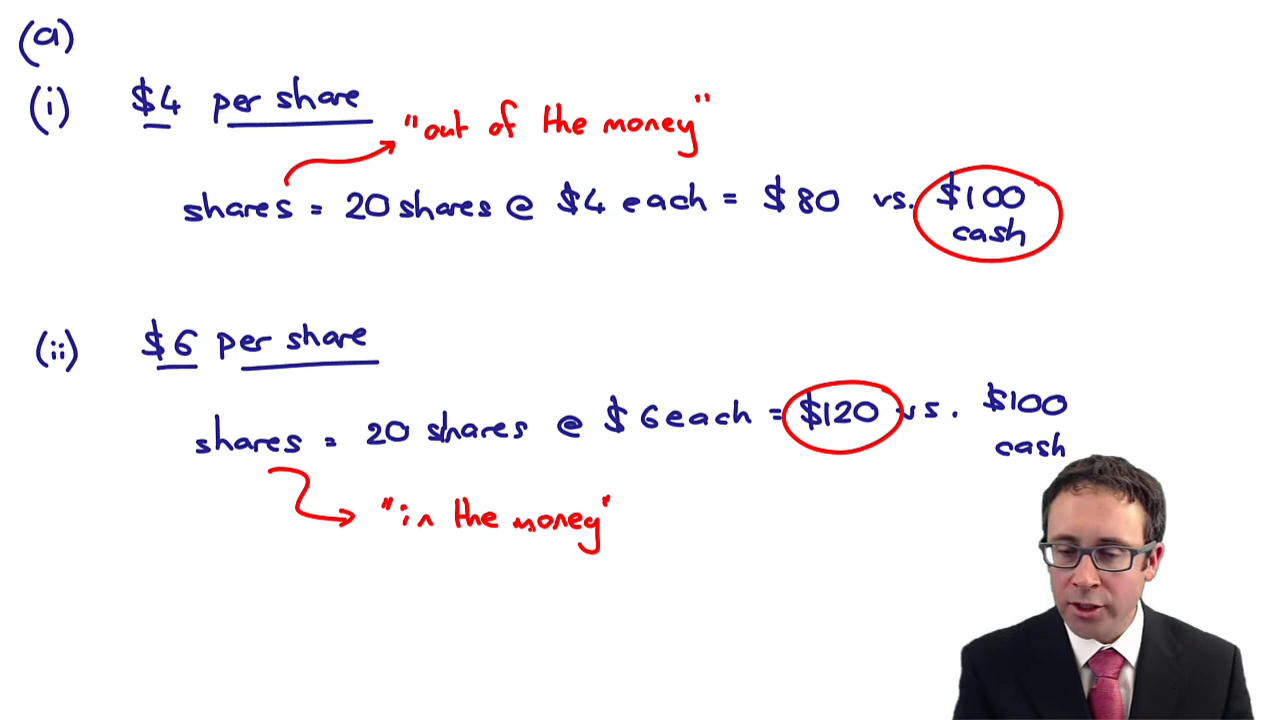 (a)
(i) $4 per share
"out of the money"
shares = 20 shares @ $4 each = $80 vs. $100
cash
(ii) $6 per share
shares = 20 shares @ $6 each = $120 vs. $100
cash
"in the money"